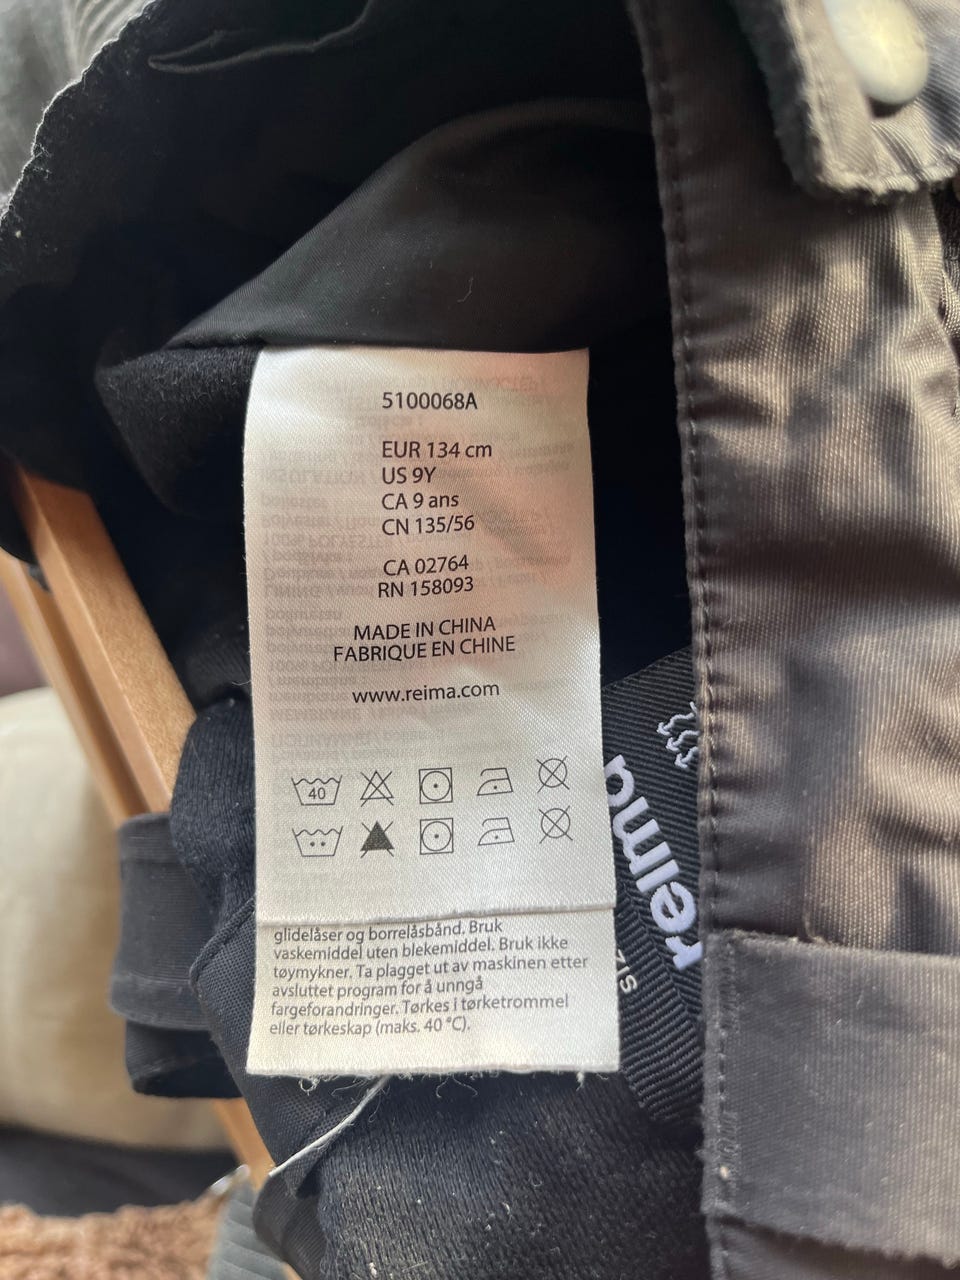 5100068A
EUR 134 cm
US 9Y
CA 9 ans
CN 135/56
CA 02764
RN 158093
MADE IN CHINA
FABRIQUE EN CHINE
www.reima.com
40
glidelåser og borrelåsbånd. Bruk
vaskemiddel uten blekemiddel. Bruk ikke
tøymykner. Ta plagget ut av maskinen etter
avsluttet program for å unngå
fargeforandringer. Tørkes i tørketrommel
eller tørkeskap (maks. 40 °C).
reima